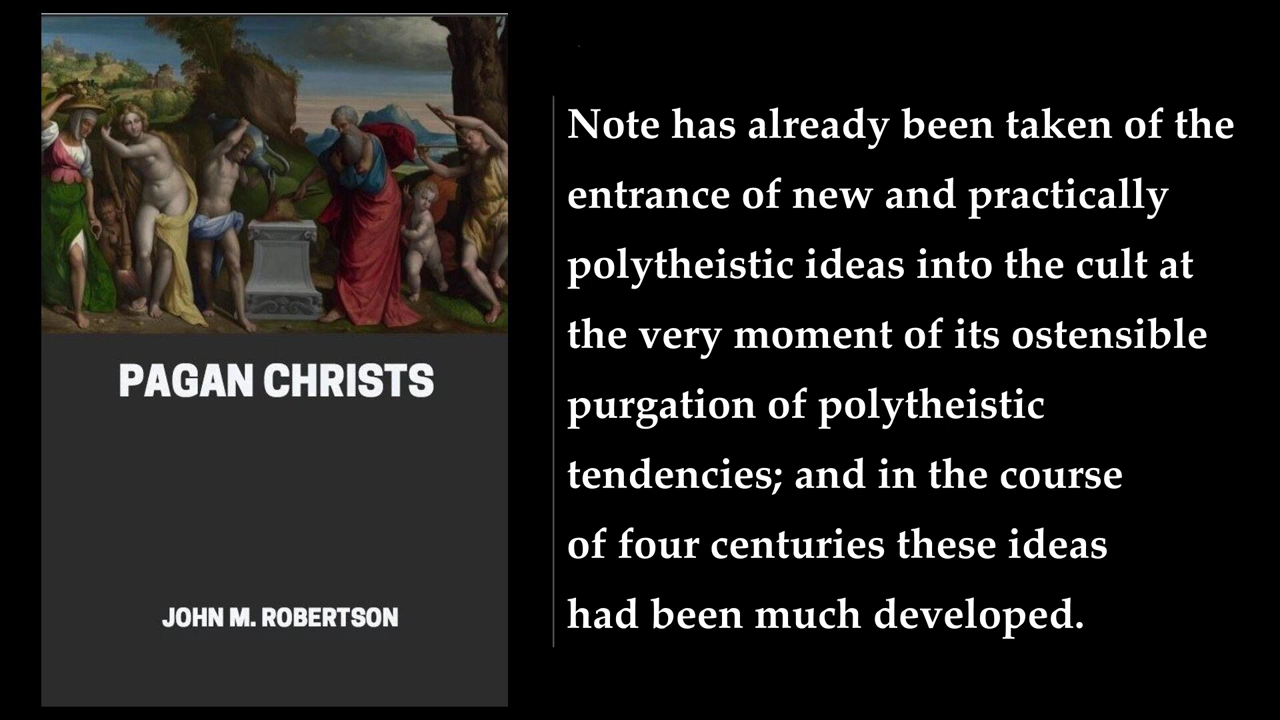 PAGAN CHRISTS
JOHN M. ROBERTSON
Note has already been taken of the
entrance of new and practically
polytheistic ideas into the cult at
the very moment of its ostensible
purgation of polytheistic
tendencies; and in the course
of four centuries these ideas
had been much developed.